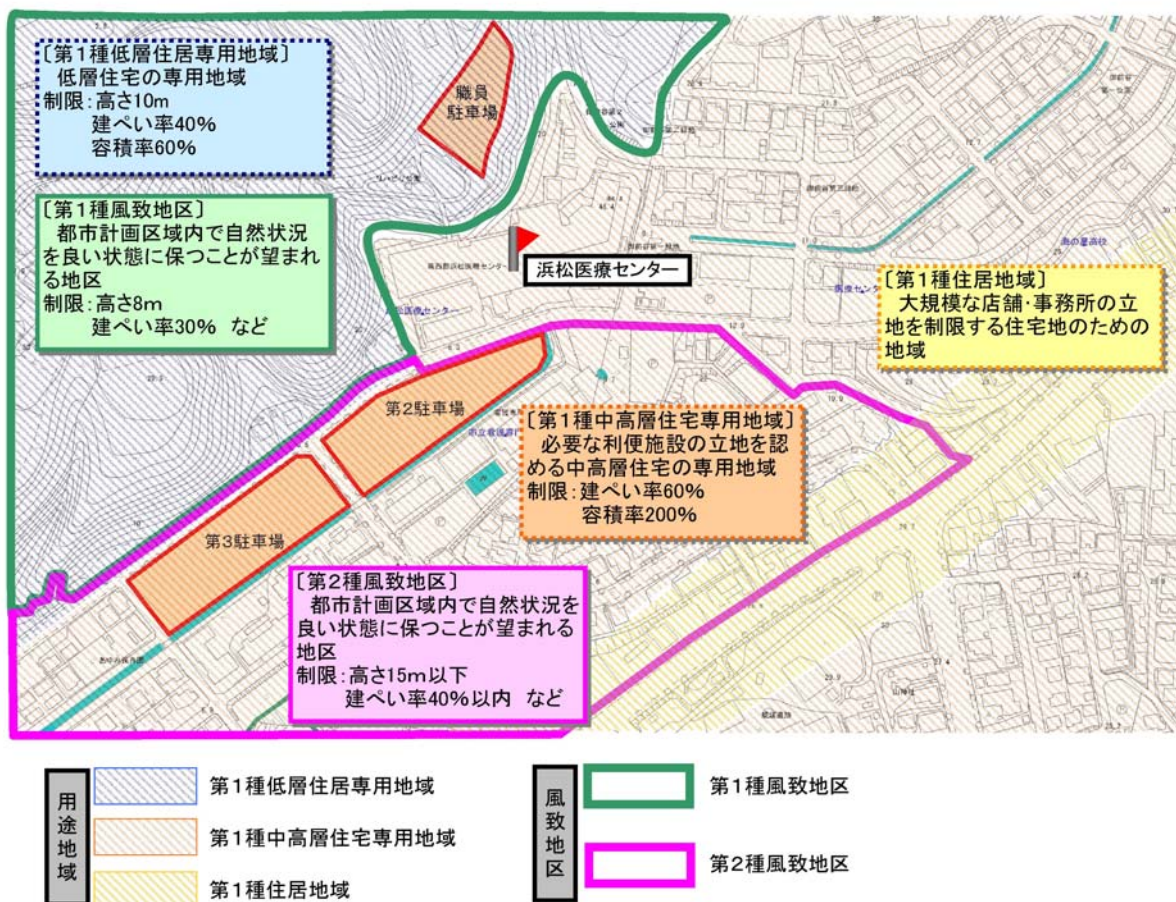 〔第1種低層住居専用地域〕
低層住宅の専用地域
制限：高さ10m
建ぺい率40%
容積率60%
職員
駐車場
〔第1種風致地区〕
都市計画区域内で自然状況
を良い状態に保つことが望まれ
る地区
制限：高さ8m
建ぺい率30% など
浜松医療センター
〔第1種住居地域〕
大規模な店舗・事務所の立
地を制限する住宅地のための
地域
第2駐車場
〔第1種中高層住宅専用地域〕
必要な利便施設の立地を認
める中高層住宅の専用地域
制限：建ぺい率60%
容積率200%
第3駐車場
〔第2種風致地区〕
都市計画区域内で自然状況を
良い状態に保つことが望まれる
地区
制限：高さ15m以下
建ぺい率40%以内 など
用途地域
第1種低層住居専用地域
第1種中高層住宅専用地域
第1種住居地域
風致地区
第1種風致地区
第2種風致地区